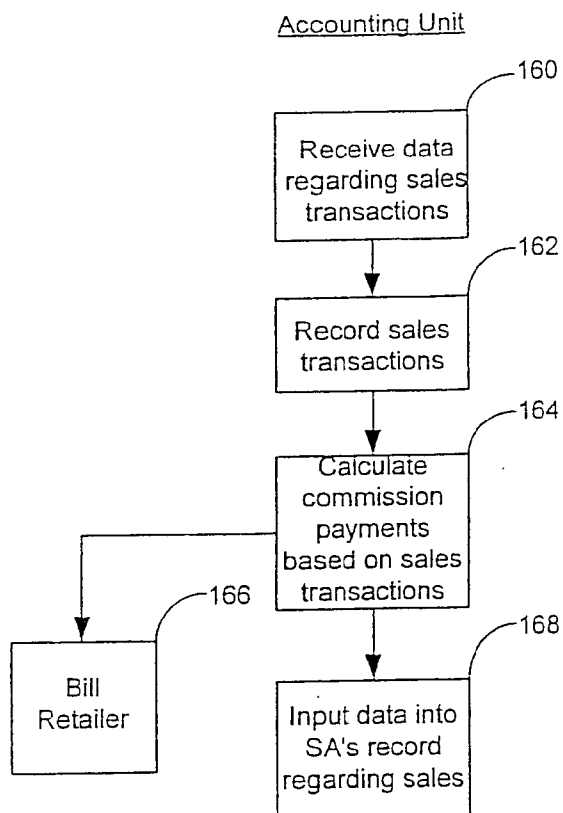 Accounting Unit
160
Receive data
regarding sales
transactions
162
Record sales
transactions
164
Calculate
commission
payments
based on sales
transactions
166
Bill
Retailer
168
Input data into
SA's record
regarding sales